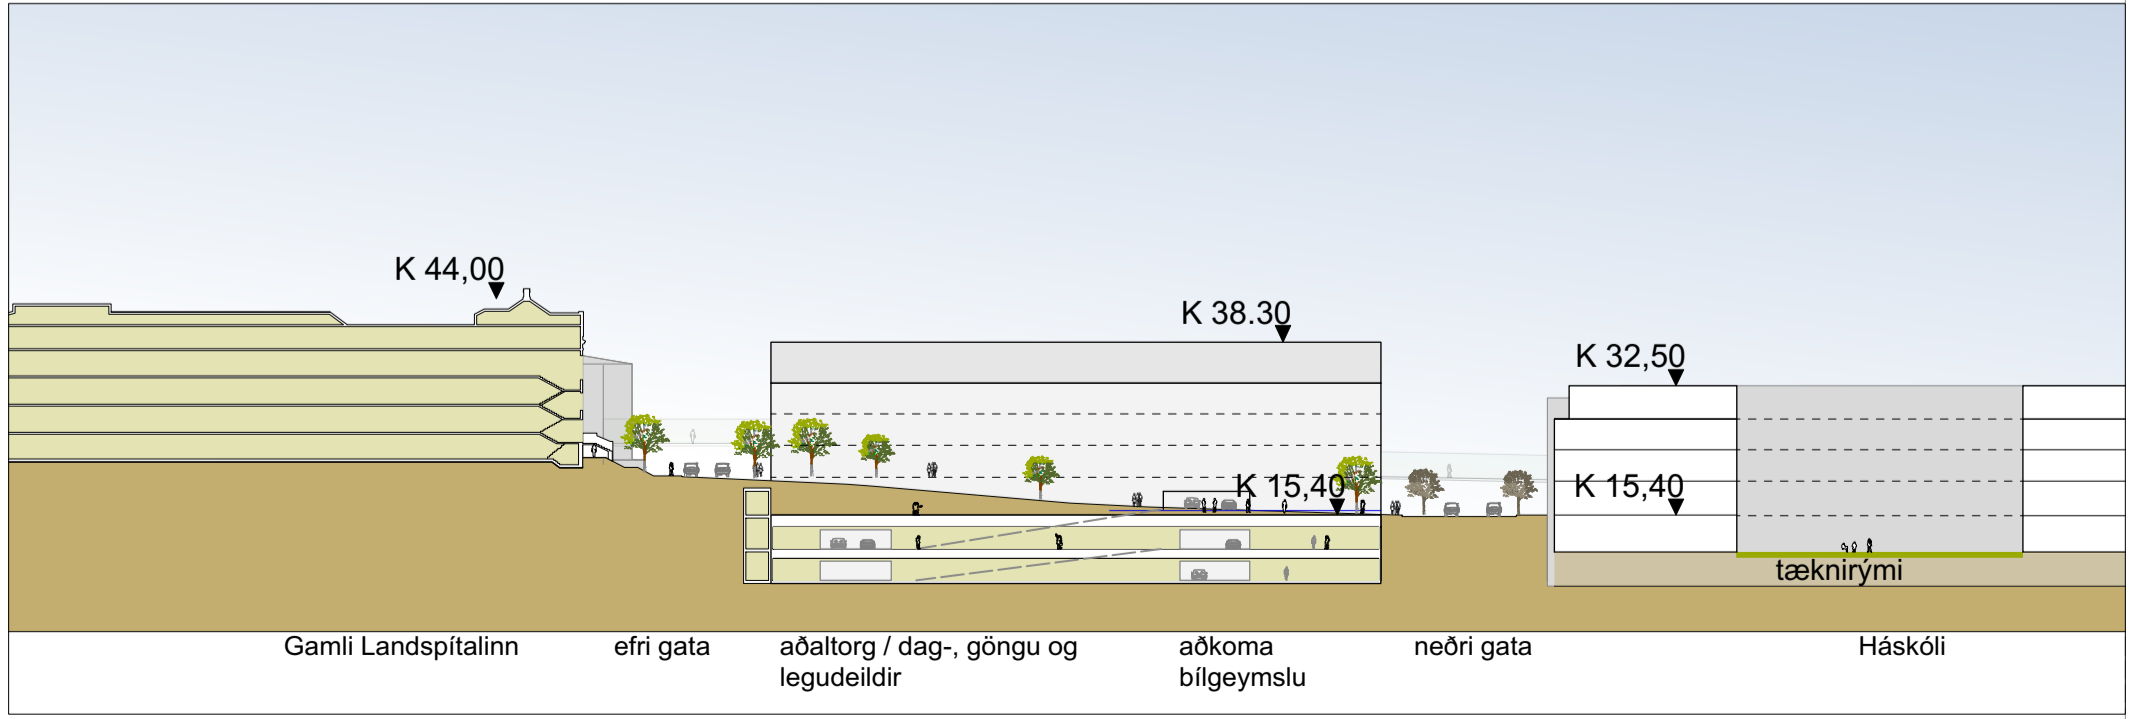 K 44,00
K 38.30
K 32,50
K 15,40
K 15,40
tæknirými
Gamli Landspítalinn
efri gata
aðaltorg / dag-, göngu og
legudeildir
aðkoma
bílgeymslu
neðri gata
Háskóli